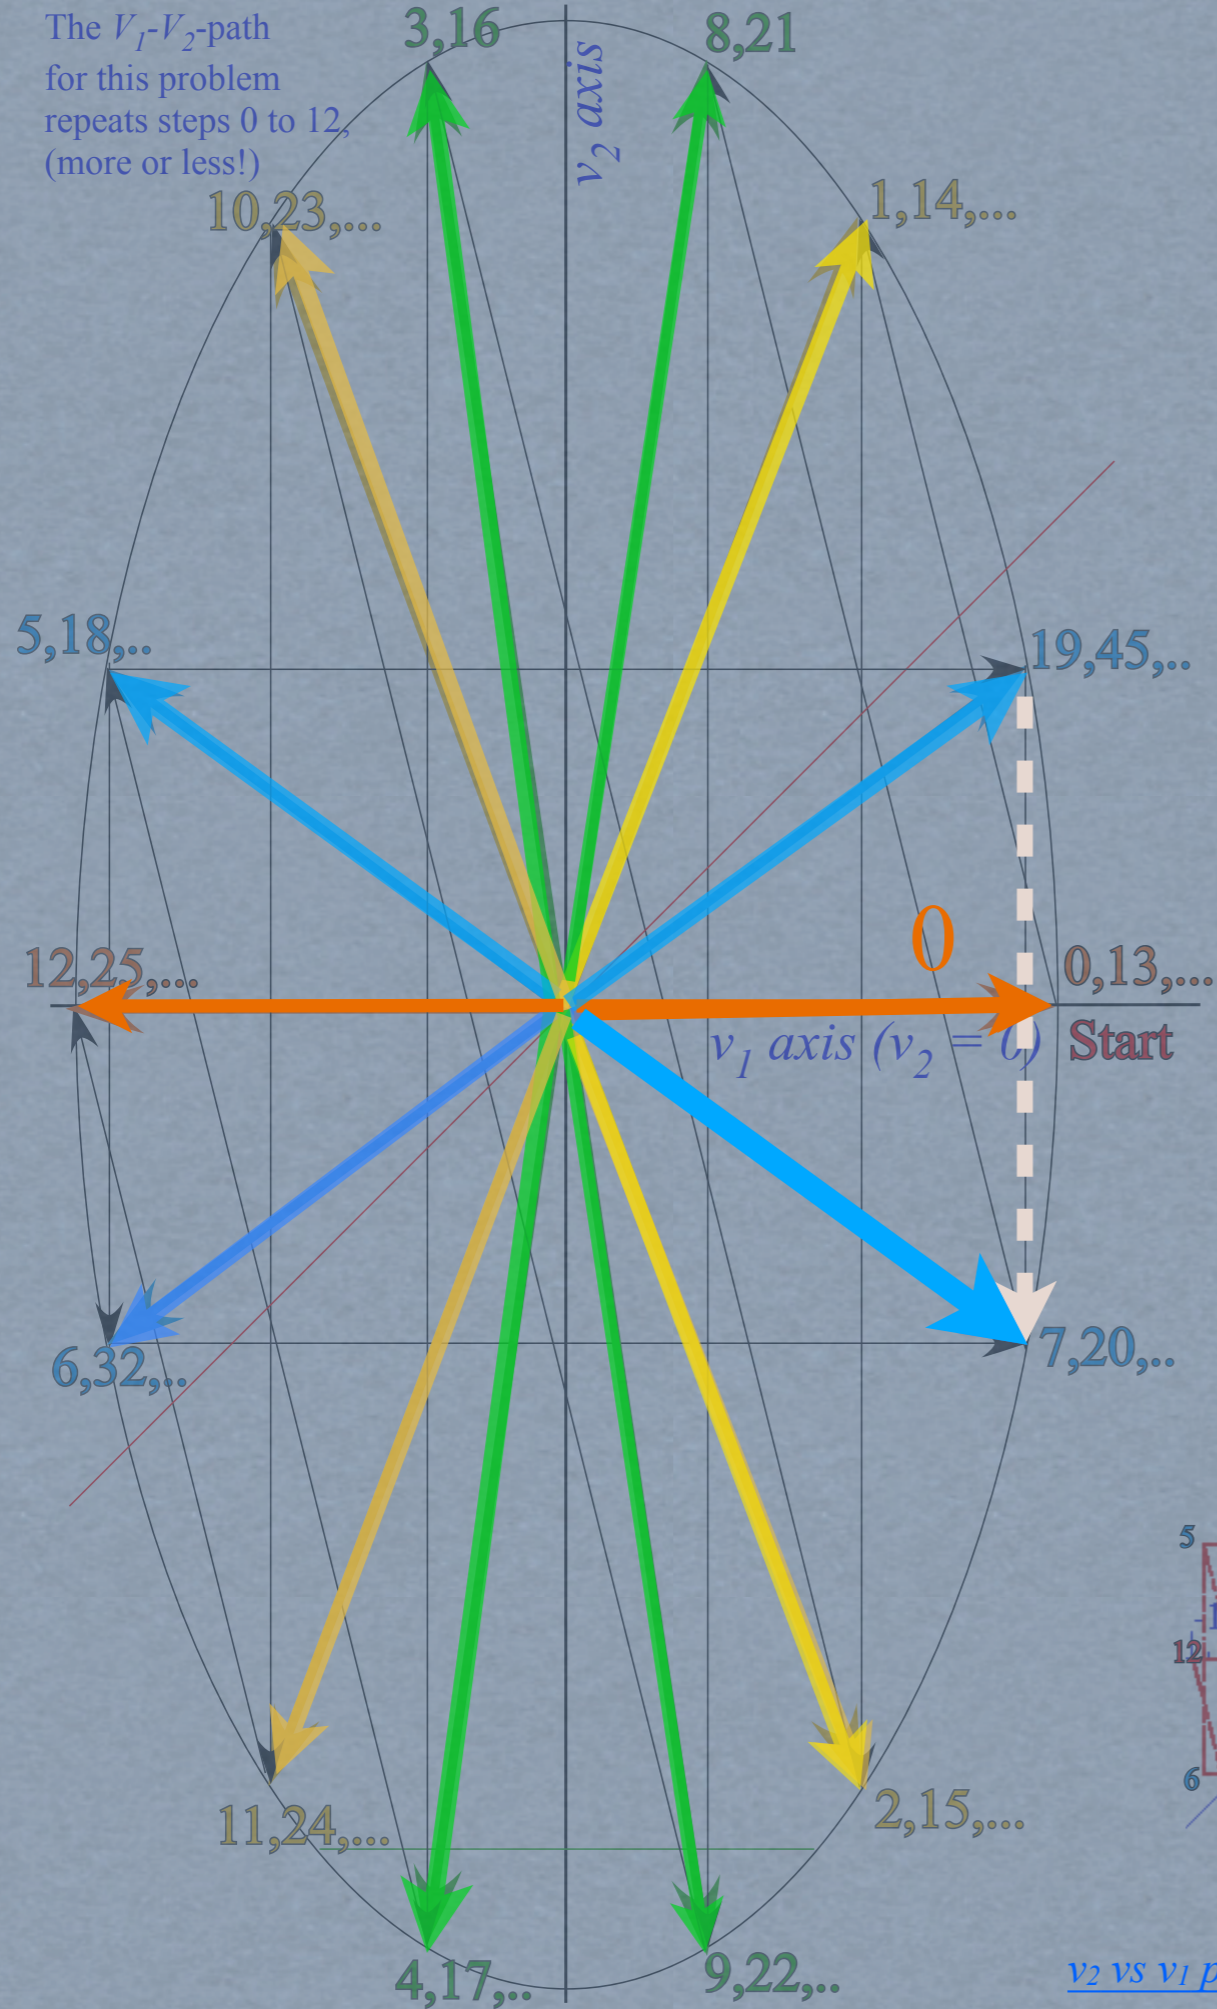 The V1-V2-path
for this problem
repeats steps 0 to 12,
(more or less!)
3,16
8,21
v2 axis
10,23,...
1,14,...
5,18,..
19,45,..
12,25,...
0
0,13,...
v1 axis (v2 = 0)
Start
6,32,..
7,20,..
5
-1
12
6
11,24,...
2,15,...
4,17,..
9,22,..
v2 vs v1 p